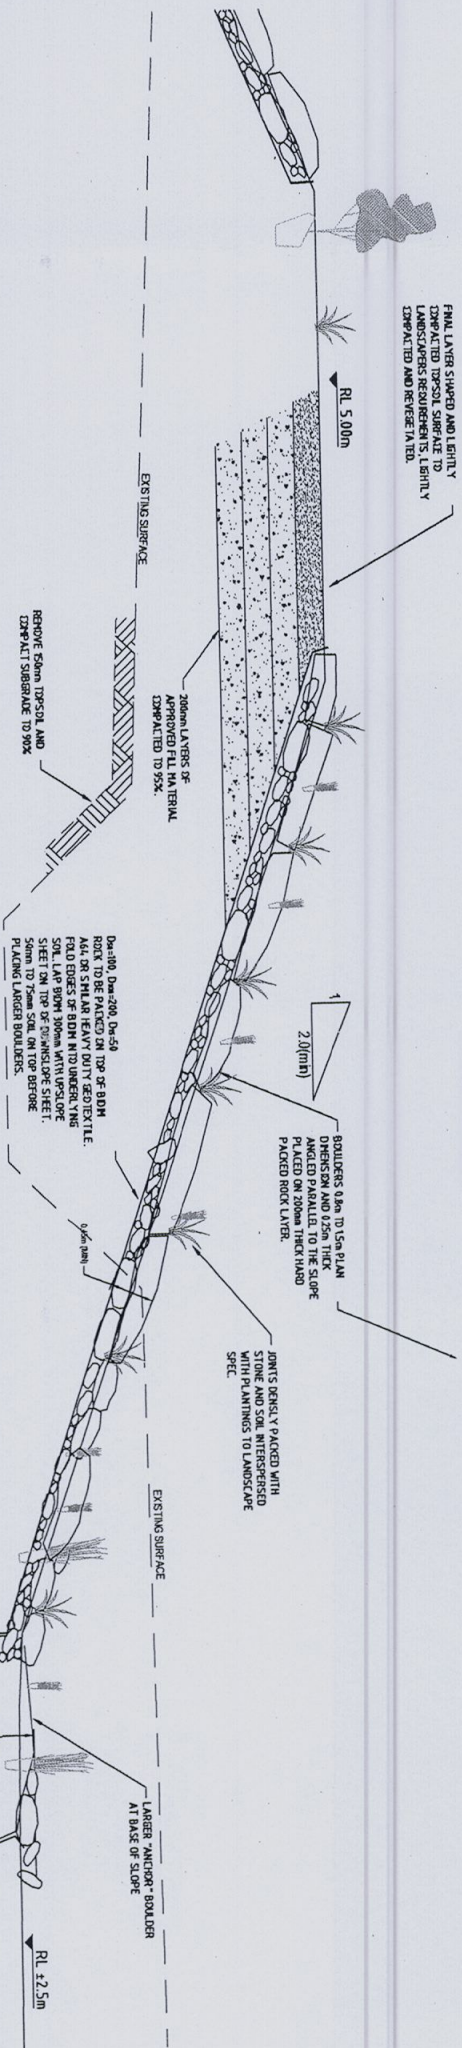 FINAL LAYER SHAPED AND LIGHTLY
COMPACTED TOPSOIL SURFACE TO
LANDSCAPERS REQUIREMENTS, LIGHTLY
COMPACTED AND REVEGETATED.
RL 5.00m
EXISTING SURFACE
200mm LAYERS OF
APPROVED FILL MATERIAL
COMPACTED TO 95%.
REMOVE 150mm TOPSOIL AND
COMPACT SUBGRADE TO 90%
1
2.0(min)
BOULDERS 0.8m TO 1.5m PLAN
DIMENSION AND 0.25m THICK
ANGLED PARALLEL TO THE SLOPE
PLACED ON 200mm THICK HARD
PACKED ROCK LAYER.
ROCK TO BE PACKED ON TOP OF BIDIM
A64 OR SIMILAR HEAVY DUTY GEOTEXTILE.
FOLD EDGES OF BIDIM INTO UNDERLYING
SOIL. LAP BIDIM 300mm WITH UPSLOPE
SHEET ON TOP OF DOWNSLOPE SHEET.
50mm TO 75mm SOIL ON TOP BEFORE
PLACING LARGER BOULDERS.
JOINTS DENSLY PACKED WITH
STONE AND SOIL INTERSPERSED
WITH PLANTINGS TO LANDSCAPE
SPEC.
EXISTING SURFACE
LARGER "ANCHOR" BOULDER
AT BASE OF SLOPE
RL ±2.5m